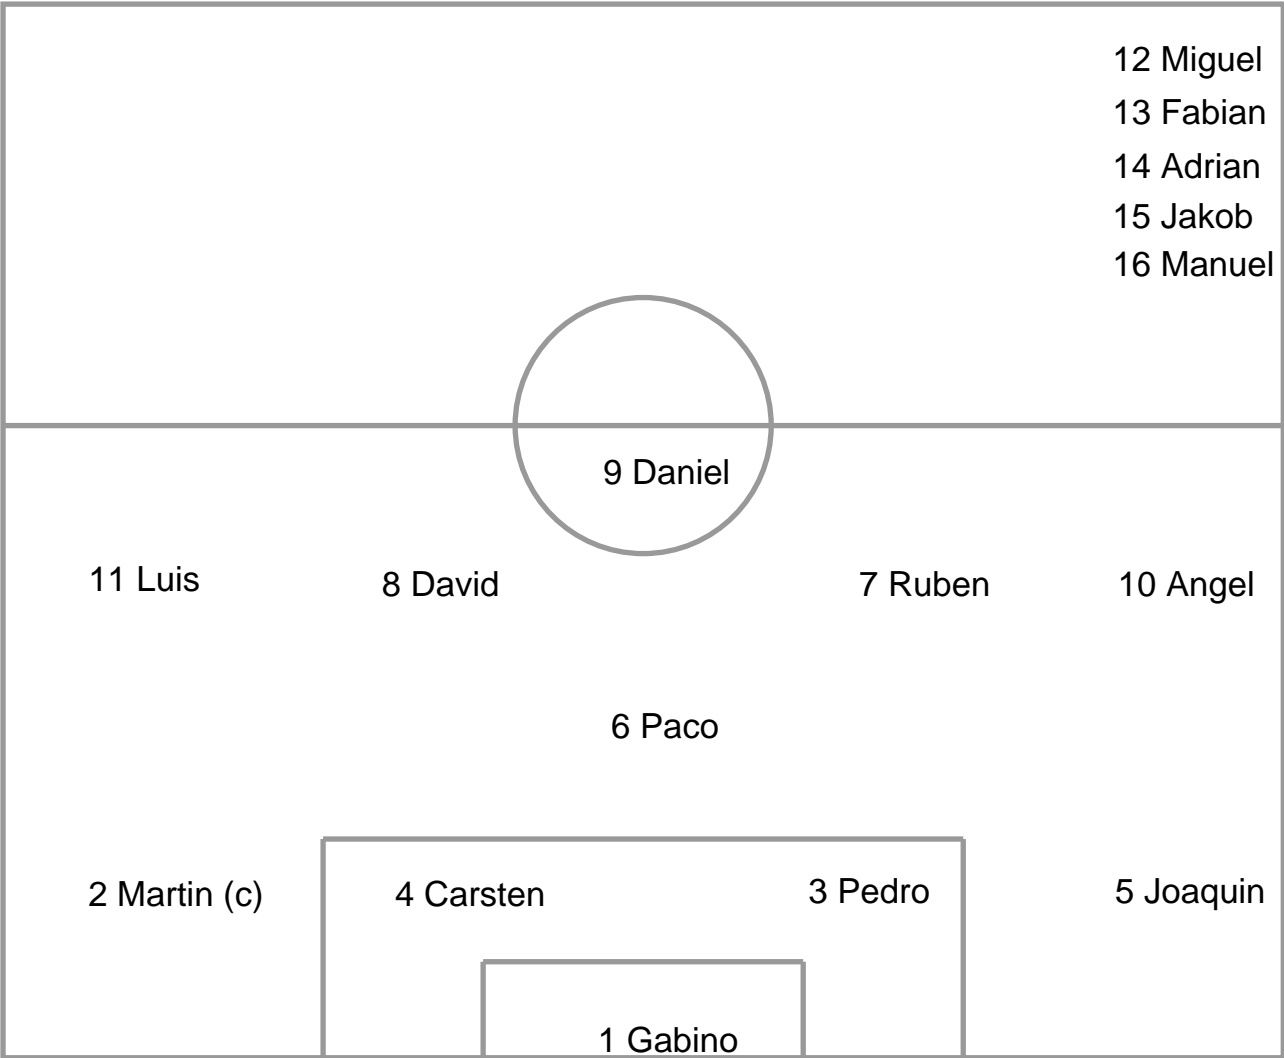 12 Miguel
13 Fabian
14 Adrian
15 Jakob
16 Manuel
9 Daniel
11 Luis
8 David
7 Ruben
10 Angel
6 Paco
2 Martin (c)
4 Carsten
3 Pedro
5 Joaquin
1 Gabino